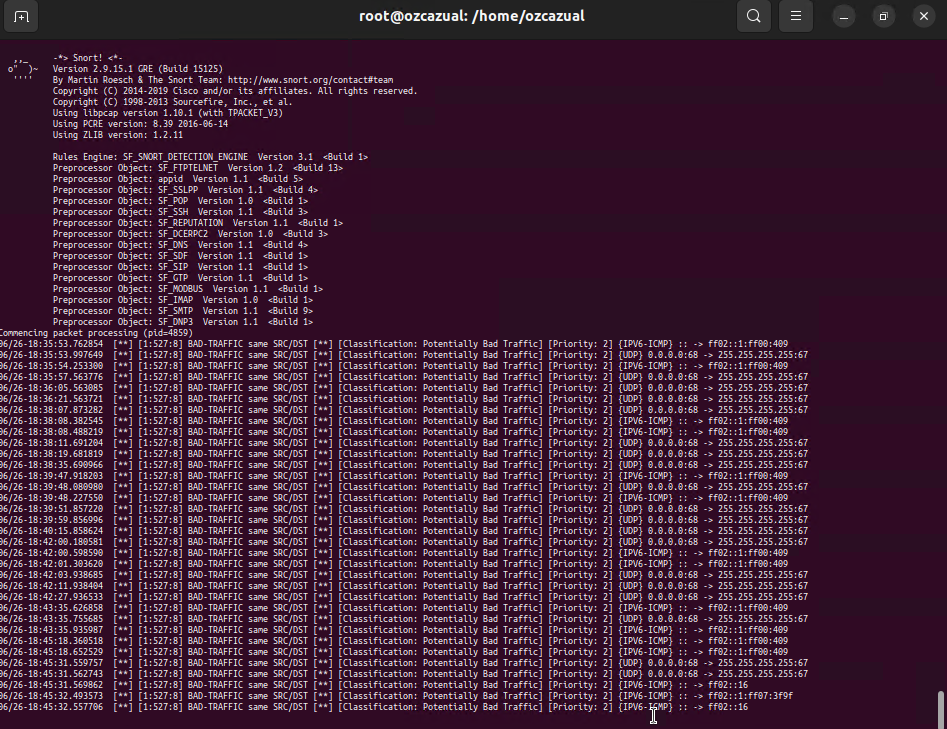 root@ozcazual: /home/ozcazual
,,_     -*> Snort! <*-
o"  )~   Version 2.9.15.1 GRE (Build 15125)
''''    By Martin Roesch & The Snort Team: http://www.snort.org/contact#team
Copyright (C) 2014-2019 Cisco and/or its affiliates. All rights reserved.
Copyright (C) 1998-2013 Sourcefire, Inc., et al.
Using libpcap version 1.10.1 (with TPACKET_V3)
Using PCRE version: 8.39 2016-06-14
Using ZLIB version: 1.2.11
Rules Engine: SF_SNORT_DETECTION_ENGINE  Version 3.1  <Build 1>
Preprocessor Object: SF_FTPTELNET  Version 1.2  <Build 13>
Preprocessor Object: appid  Version 1.1  <Build 5>
Preprocessor Object: SF_SSLPP  Version 1.1  <Build 4>
Preprocessor Object: SF_POP  Version 1.0  <Build 1>
Preprocessor Object: SF_SSH  Version 1.1  <Build 3>
Preprocessor Object: SF_REPUTATION  Version 1.1  <Build 1>
Preprocessor Object: SF_DCERPC2  Version 1.0  <Build 3>
Preprocessor Object: SF_DNS  Version 1.1  <Build 4>
Preprocessor Object: SF_SDF  Version 1.1  <Build 1>
Preprocessor Object: SF_SIP  Version 1.1  <Build 1>
Preprocessor Object: SF_GTP  Version 1.1  <Build 1>
Preprocessor Object: SF_MODBUS  Version 1.1  <Build 1>
Preprocessor Object: SF_IMAP  Version 1.0  <Build 1>
Preprocessor Object: SF_SMTP  Version 1.1  <Build 9>
Preprocessor Object: SF_DNP3  Version 1.1  <Build 1>
Commencing packet processing (pid=4859)
06/26-18:35:53.762854  [**] [1:527:8] BAD-TRAFFIC same SRC/DST [**] [Classification: Potentially Bad Traffic] [Priority: 2] {IPV6-ICMP} :: -> ff02::1:ff00:409
06/26-18:35:53.997649  [**] [1:527:8] BAD-TRAFFIC same SRC/DST [**] [Classification: Potentially Bad Traffic] [Priority: 2] {UDP} 0.0.0.0:68 -> 255.255.255.255:67
06/26-18:35:54.253300  [**] [1:527:8] BAD-TRAFFIC same SRC/DST [**] [Classification: Potentially Bad Traffic] [Priority: 2] {IPV6-ICMP} :: -> ff02::1:ff00:409
06/26-18:35:57.563776  [**] [1:527:8] BAD-TRAFFIC same SRC/DST [**] [Classification: Potentially Bad Traffic] [Priority: 2] {UDP} 0.0.0.0:68 -> 255.255.255.255:67
06/26-18:36:05.563085  [**] [1:527:8] BAD-TRAFFIC same SRC/DST [**] [Classification: Potentially Bad Traffic] [Priority: 2] {UDP} 0.0.0.0:68 -> 255.255.255.255:67
06/26-18:36:21.563721  [**] [1:527:8] BAD-TRAFFIC same SRC/DST [**] [Classification: Potentially Bad Traffic] [Priority: 2] {UDP} 0.0.0.0:68 -> 255.255.255.255:67
06/26-18:38:07.873282  [**] [1:527:8] BAD-TRAFFIC same SRC/DST [**] [Classification: Potentially Bad Traffic] [Priority: 2] {UDP} 0.0.0.0:68 -> 255.255.255.255:67
06/26-18:38:08.382545  [**] [1:527:8] BAD-TRAFFIC same SRC/DST [**] [Classification: Potentially Bad Traffic] [Priority: 2] {IPV6-ICMP} :: -> ff02::1:ff00:409
06/26-18:38:08.488219  [**] [1:527:8] BAD-TRAFFIC same SRC/DST [**] [Classification: Potentially Bad Traffic] [Priority: 2] {IPV6-ICMP} :: -> ff02::1:ff00:409
06/26-18:38:11.691204  [**] [1:527:8] BAD-TRAFFIC same SRC/DST [**] [Classification: Potentially Bad Traffic] [Priority: 2] {UDP} 0.0.0.0:68 -> 255.255.255.255:67
06/26-18:38:19.681819  [**] [1:527:8] BAD-TRAFFIC same SRC/DST [**] [Classification: Potentially Bad Traffic] [Priority: 2] {UDP} 0.0.0.0:68 -> 255.255.255.255:67
06/26-18:38:35.690966  [**] [1:527:8] BAD-TRAFFIC same SRC/DST [**] [Classification: Potentially Bad Traffic] [Priority: 2] {UDP} 0.0.0.0:68 -> 255.255.255.255:67
06/26-18:39:47.918203  [**] [1:527:8] BAD-TRAFFIC same SRC/DST [**] [Classification: Potentially Bad Traffic] [Priority: 2] {IPV6-ICMP} :: -> ff02::1:ff00:409
06/26-18:39:48.080980  [**] [1:527:8] BAD-TRAFFIC same SRC/DST [**] [Classification: Potentially Bad Traffic] [Priority: 2] {UDP} 0.0.0.0:68 -> 255.255.255.255:67
06/26-18:39:48.227550  [**] [1:527:8] BAD-TRAFFIC same SRC/DST [**] [Classification: Potentially Bad Traffic] [Priority: 2] {IPV6-ICMP} :: -> ff02::1:ff00:409
06/26-18:39:51.857220  [**] [1:527:8] BAD-TRAFFIC same SRC/DST [**] [Classification: Potentially Bad Traffic] [Priority: 2] {UDP} 0.0.0.0:68 -> 255.255.255.255:67
06/26-18:39:59.856996  [**] [1:527:8] BAD-TRAFFIC same SRC/DST [**] [Classification: Potentially Bad Traffic] [Priority: 2] {UDP} 0.0.0.0:68 -> 255.255.255.255:67
06/26-18:40:15.858624  [**] [1:527:8] BAD-TRAFFIC same SRC/DST [**] [Classification: Potentially Bad Traffic] [Priority: 2] {UDP} 0.0.0.0:68 -> 255.255.255.255:67
06/26-18:42:00.180581  [**] [1:527:8] BAD-TRAFFIC same SRC/DST [**] [Classification: Potentially Bad Traffic] [Priority: 2] {UDP} 0.0.0.0:68 -> 255.255.255.255:67
06/26-18:42:00.598590  [**] [1:527:8] BAD-TRAFFIC same SRC/DST [**] [Classification: Potentially Bad Traffic] [Priority: 2] {IPV6-ICMP} :: -> ff02::1:ff00:409
06/26-18:42:01.303620  [**] [1:527:8] BAD-TRAFFIC same SRC/DST [**] [Classification: Potentially Bad Traffic] [Priority: 2] {IPV6-ICMP} :: -> ff02::1:ff00:409
06/26-18:42:03.938685  [**] [1:527:8] BAD-TRAFFIC same SRC/DST [**] [Classification: Potentially Bad Traffic] [Priority: 2] {UDP} 0.0.0.0:68 -> 255.255.255.255:67
06/26-18:42:11.938404  [**] [1:527:8] BAD-TRAFFIC same SRC/DST [**] [Classification: Potentially Bad Traffic] [Priority: 2] {UDP} 0.0.0.0:68 -> 255.255.255.255:67
06/26-18:42:27.936533  [**] [1:527:8] BAD-TRAFFIC same SRC/DST [**] [Classification: Potentially Bad Traffic] [Priority: 2] {UDP} 0.0.0.0:68 -> 255.255.255.255:67
06/26-18:43:35.626858  [**] [1:527:8] BAD-TRAFFIC same SRC/DST [**] [Classification: Potentially Bad Traffic] [Priority: 2] {IPV6-ICMP} :: -> ff02::1:ff00:409
06/26-18:43:35.755685  [**] [1:527:8] BAD-TRAFFIC same SRC/DST [**] [Classification: Potentially Bad Traffic] [Priority: 2] {UDP} 0.0.0.0:68 -> 255.255.255.255:67
06/26-18:43:35.935987  [**] [1:527:8] BAD-TRAFFIC same SRC/DST [**] [Classification: Potentially Bad Traffic] [Priority: 2] {IPV6-ICMP} :: -> ff02::1:ff00:409
06/26-18:45:18.360518  [**] [1:527:8] BAD-TRAFFIC same SRC/DST [**] [Classification: Potentially Bad Traffic] [Priority: 2] {IPV6-ICMP} :: -> ff02::1:ff00:409
06/26-18:45:18.652529  [**] [1:527:8] BAD-TRAFFIC same SRC/DST [**] [Classification: Potentially Bad Traffic] [Priority: 2] {IPV6-ICMP} :: -> ff02::1:ff00:409
06/26-18:45:31.559757  [**] [1:527:8] BAD-TRAFFIC same SRC/DST [**] [Classification: Potentially Bad Traffic] [Priority: 2] {UDP} 0.0.0.0:68 -> 255.255.255.255:67
06/26-18:45:31.562743  [**] [1:527:8] BAD-TRAFFIC same SRC/DST [**] [Classification: Potentially Bad Traffic] [Priority: 2] {UDP} 0.0.0.0:68 -> 255.255.255.255:67
06/26-18:45:31.569862  [**] [1:527:8] BAD-TRAFFIC same SRC/DST [**] [Classification: Potentially Bad Traffic] [Priority: 2] {IPV6-ICMP} :: -> ff02::16
06/26-18:45:32.493573  [**] [1:527:8] BAD-TRAFFIC same SRC/DST [**] [Classification: Potentially Bad Traffic] [Priority: 2] {IPV6-ICMP} :: -> ff02::1:ff07:3f9f
06/26-18:45:32.557706  [**] [1:527:8] BAD-TRAFFIC same SRC/DST [**] [Classification: Potentially Bad Traffic] [Priority: 2] {IPV6-ICMP} :: -> ff02::16